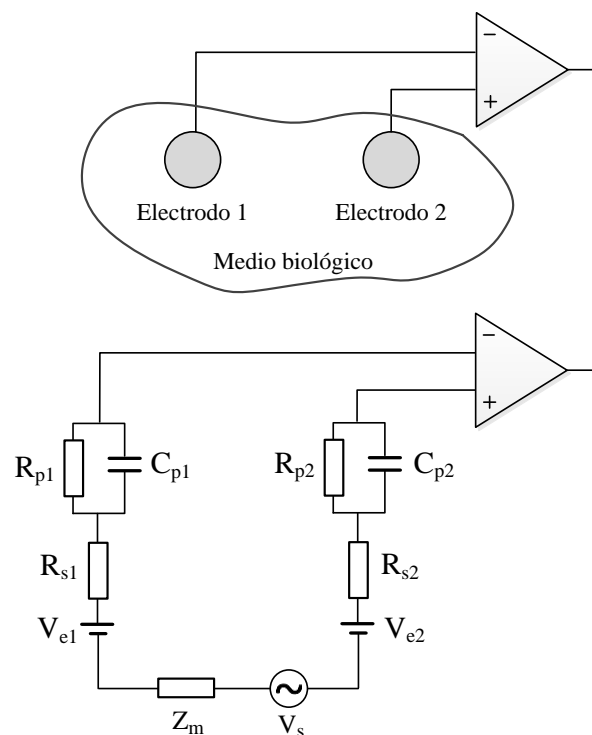 −
+
Electrodo 1 Electrodo 2
Medio biológico
−
+
Rp1 Cp1 Rp2 Cp2
Rs1 Rs2
Ve1 Ve2
Zm Vs